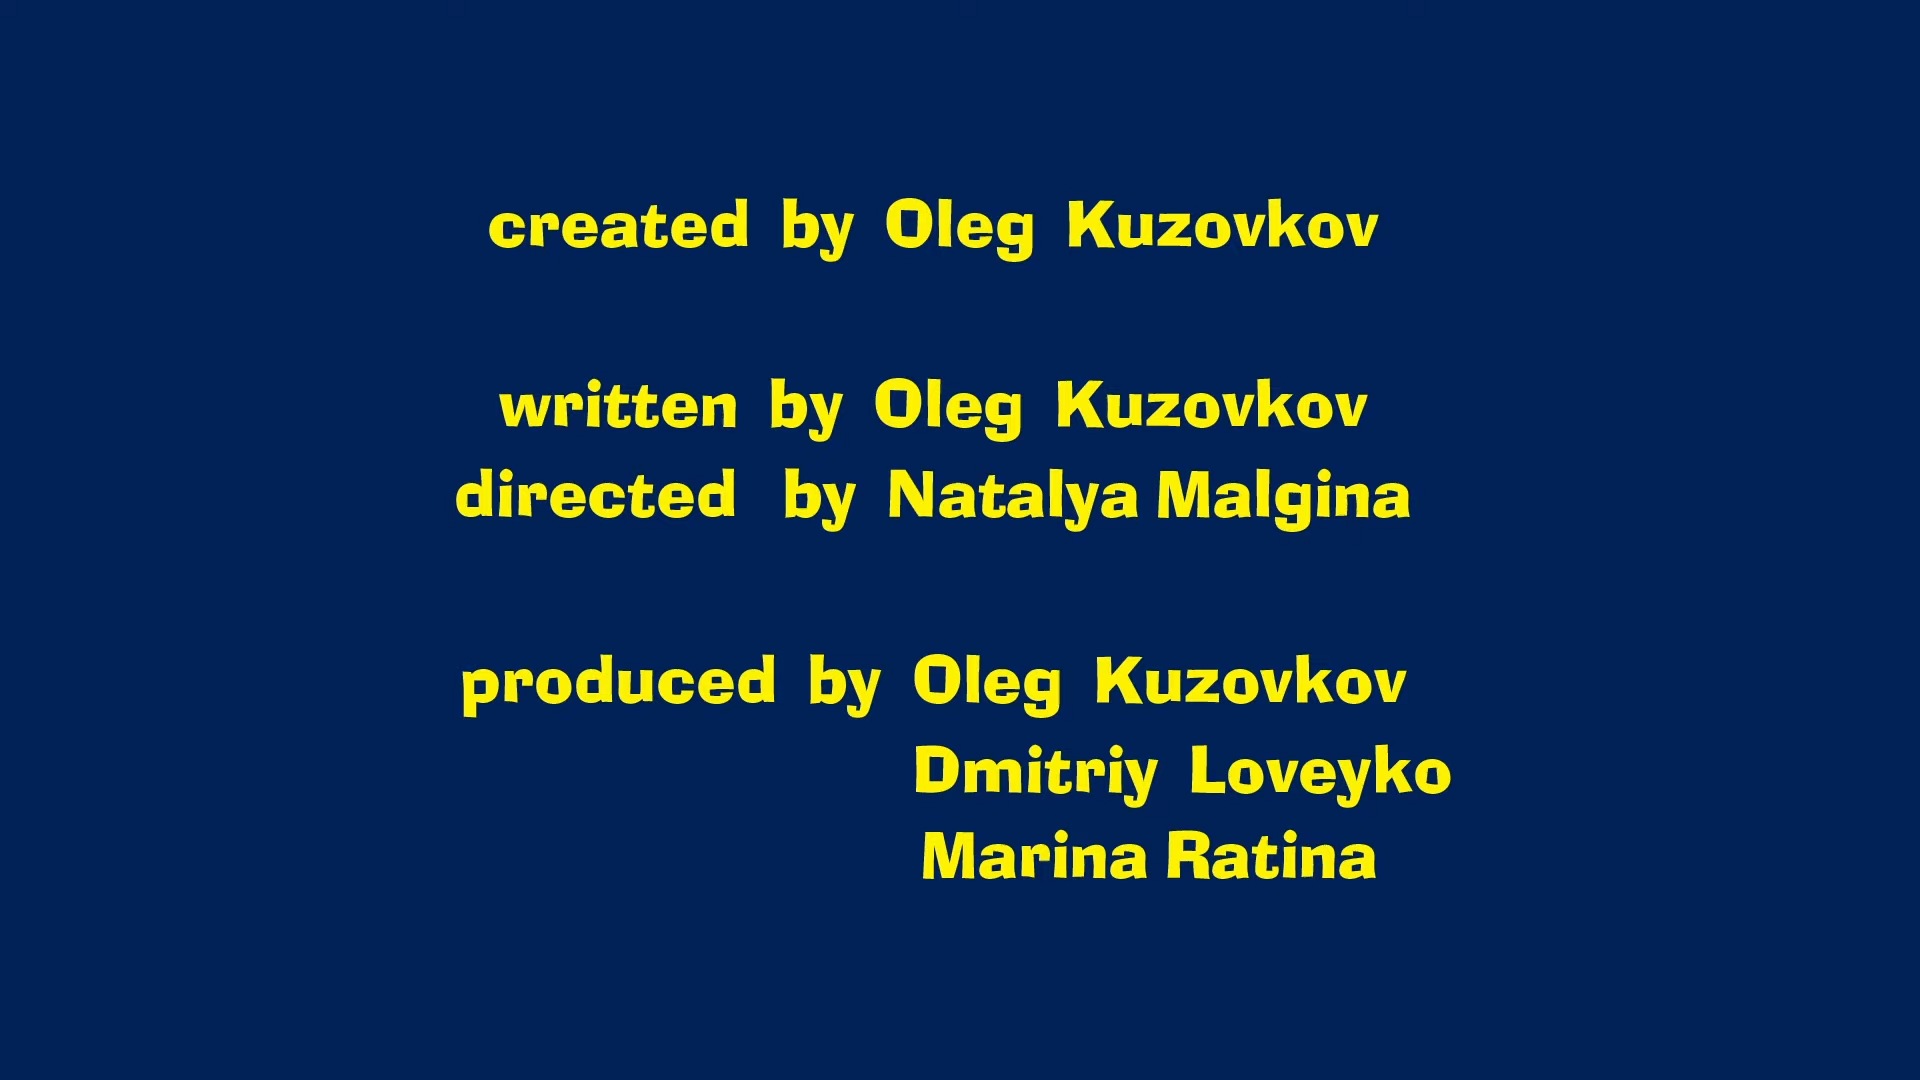 created by Oleg Kuzovkov
written by Oleg Kuzovkov
directed by Natalya Malgina
produced by Oleg Kuzovkov
Dmitriy Loveyko
Marina Ratina